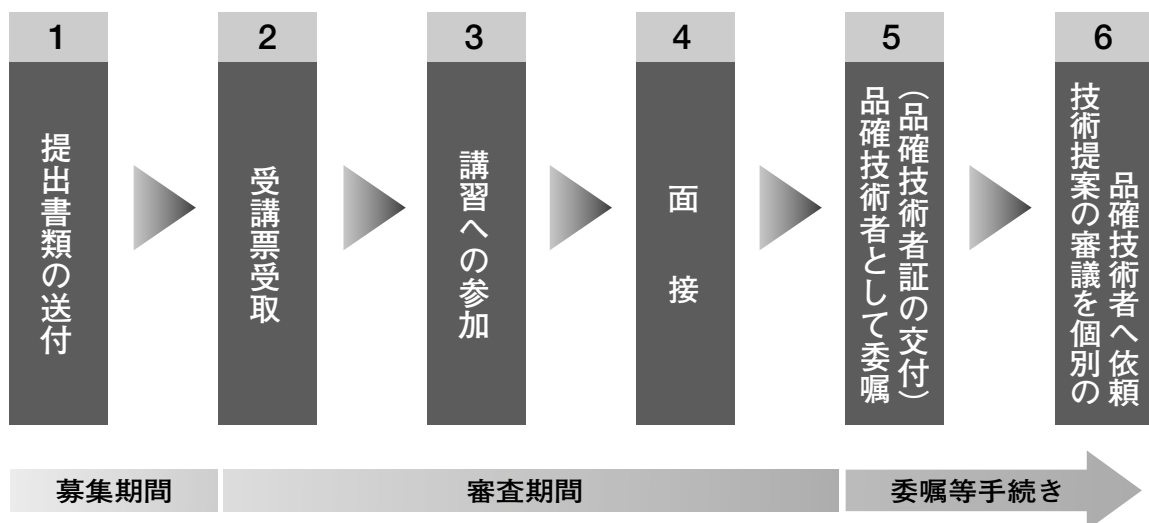 1
提出書類の送付
2
受講票受取
3
講習への参加
4
面接
5
品確技術者として委嘱
（品確技術者証の交付）
6
技術提案の審議を個別の
品確技術者へ依頼
募集期間
審査期間
委嘱等手続き